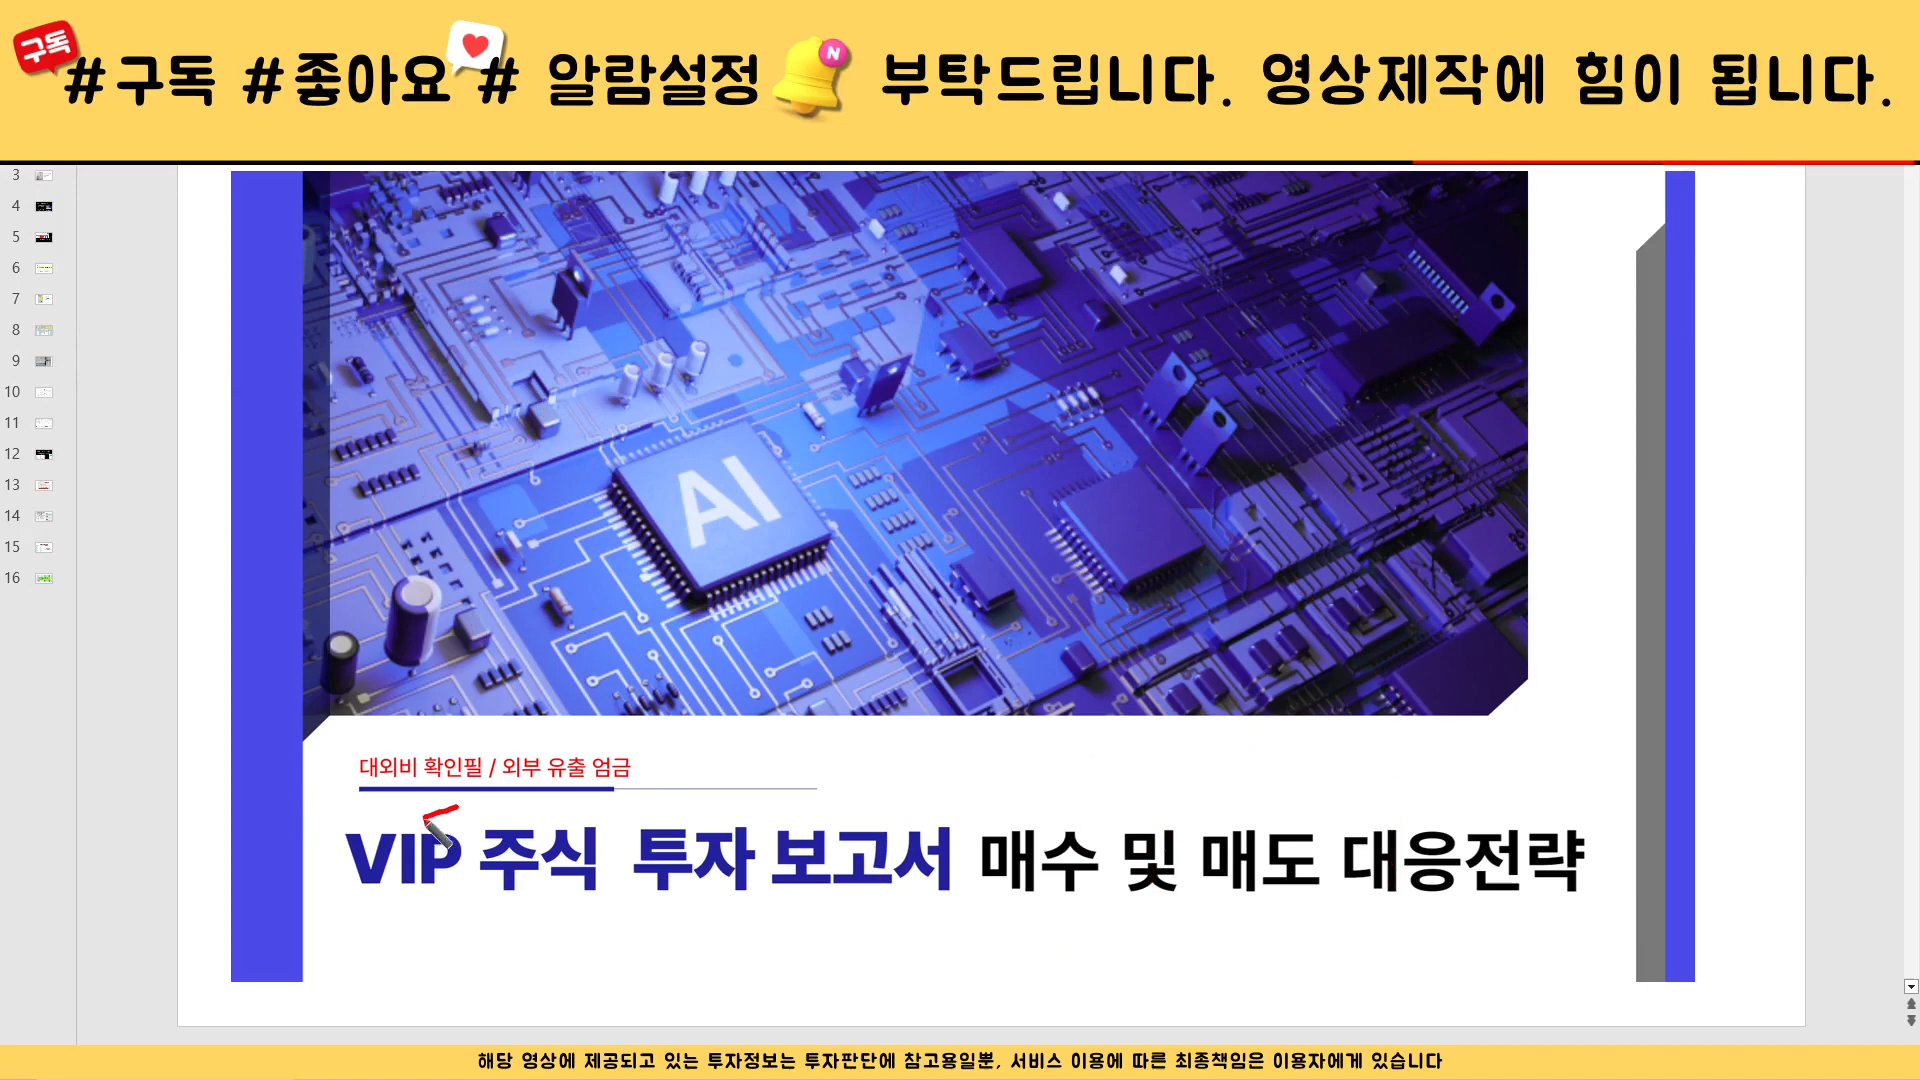 구독
#구독 #좋아요 # 알람설정 N 부탁드립니다. 영상제작에 힘이 됩니다.
3
4
5
6
7
8
9
10
11
12
13
14
15
16
AI
대외비 확인필 / 외부 유출 엄금
VIP 주식 투자 보고서 매수 및 매도 대응전략
해당 영상에 제공되고 있는 투자정보는 투자판단에 참고용일뿐, 서비스 이용에 따른 최종책임은 이용자에게 있습니다